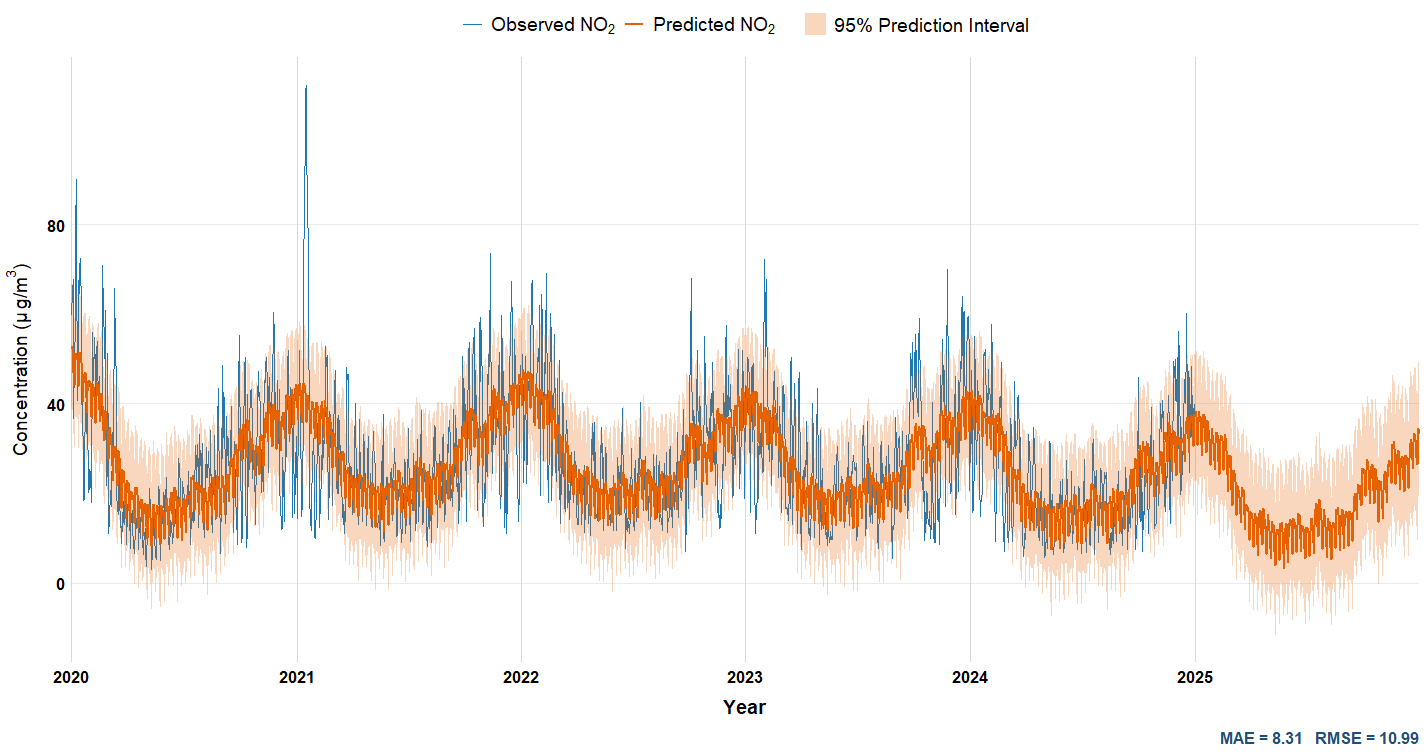 Observed NO₂ Predicted NO₂ 95% Prediction Interval
Concentration (μ g/m³)
80
40
0
2020 2021 2022 2023 2024 2025
Year
MAE = 8.31 RMSE = 10.99